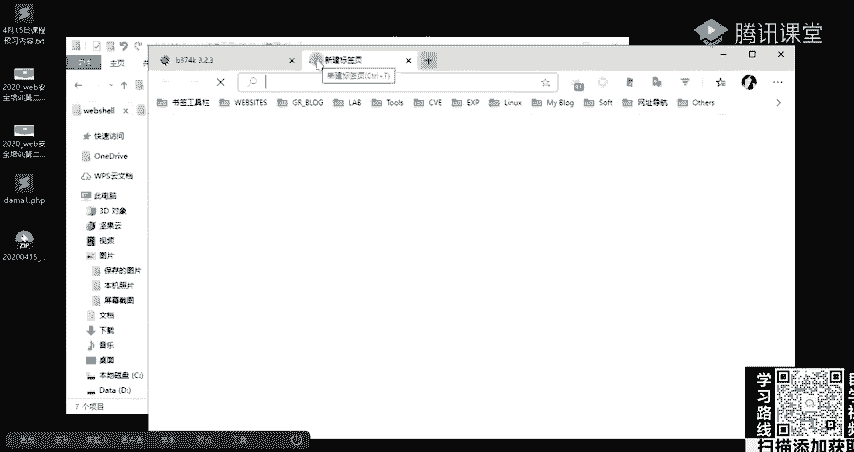 4月15日课程
预习内容.txt
2020_web安
全培训第二...
2020_web安
全培训第二...
damali.php
ZIP
20200415_...
腾讯课堂
主页
webshell
快速访问
OneDrive
WPS云文档
此电脑
3D 对象
坚果云
视频
图片
保存的图片
本机照片
屏幕截图
文档
下载
音乐
桌面
本地磁盘 (C:)
Data (D:)
7 个项目
b374k 3.2.3
新建标签页
新建标签页(Ctrl+T)
书签工具栏
WEBSITES
GR_BLOG
LAB
Tools
CVE
EXP
Linux
My Blog
Soft
网址导航
Others
学习路线
自学视频
扫描添加获取